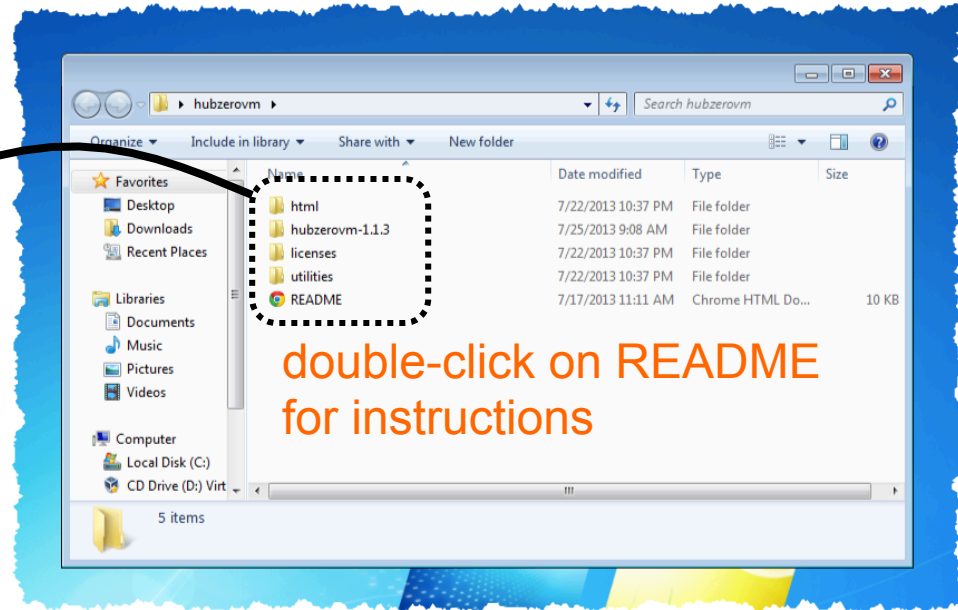 hubzerovm
Search hubzerovm
Organize Include in library Share with New folder
Name Date modified Type Size
Favorites
Desktop
Downloads
Recent Places
Libraries
Documents
Music
Pictures
Videos
Computer
Local Disk (C:)
CD Drive (D:) Virt
html 7/22/2013 10:37 PM File folder
hubzerovm-1.1.3 7/25/2013 9:08 AM File folder
licenses 7/22/2013 10:37 PM File folder
utilities 7/22/2013 10:37 PM File folder
README 7/17/2013 11:11 AM Chrome HTML Do... 10 KB
double-click on README
for instructions
5 items